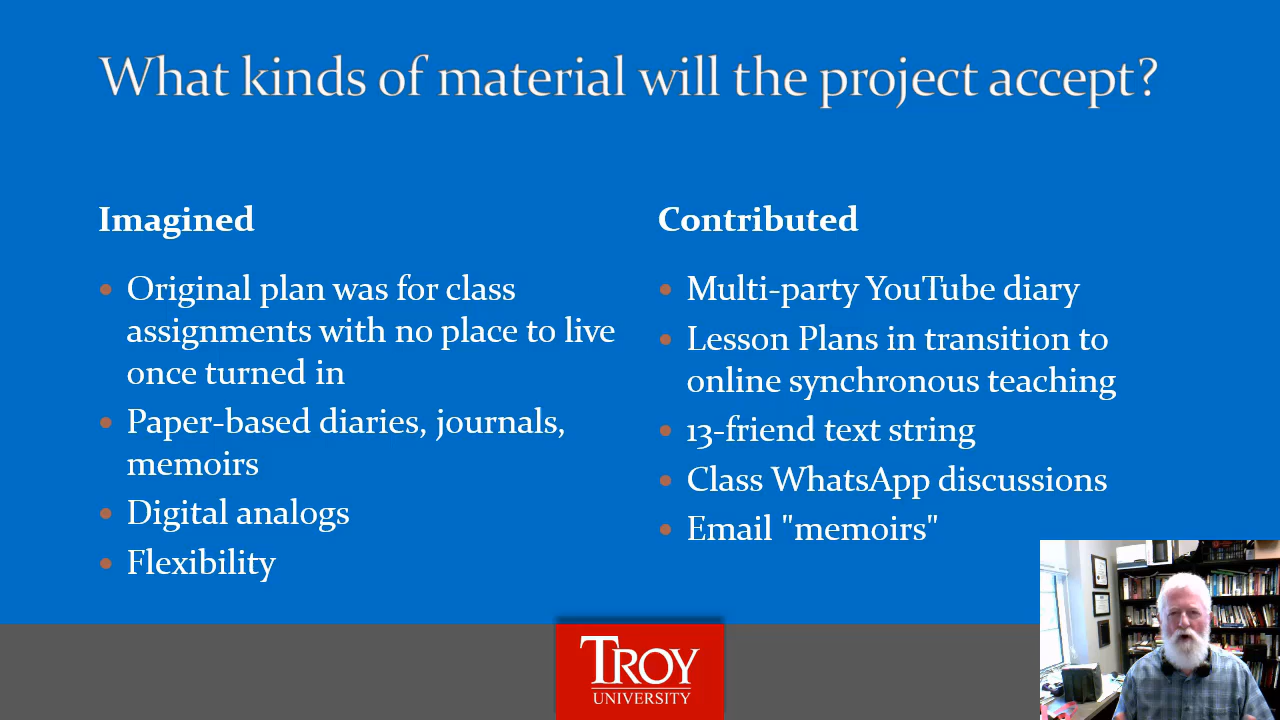 What kinds of material will the project accept?
Imagined
• Original plan was for class
assignments with no place to live
once turned in
• Paper-based diaries, journals,
memoirs
• Digital analogs
• Flexibility
Contributed
• Multi-party YouTube diary
• Lesson Plans in transition to
online synchronous teaching
• 13-friend text string
• Class WhatsApp discussions
• Email "memoirs"
TROY
UNIVERSITY